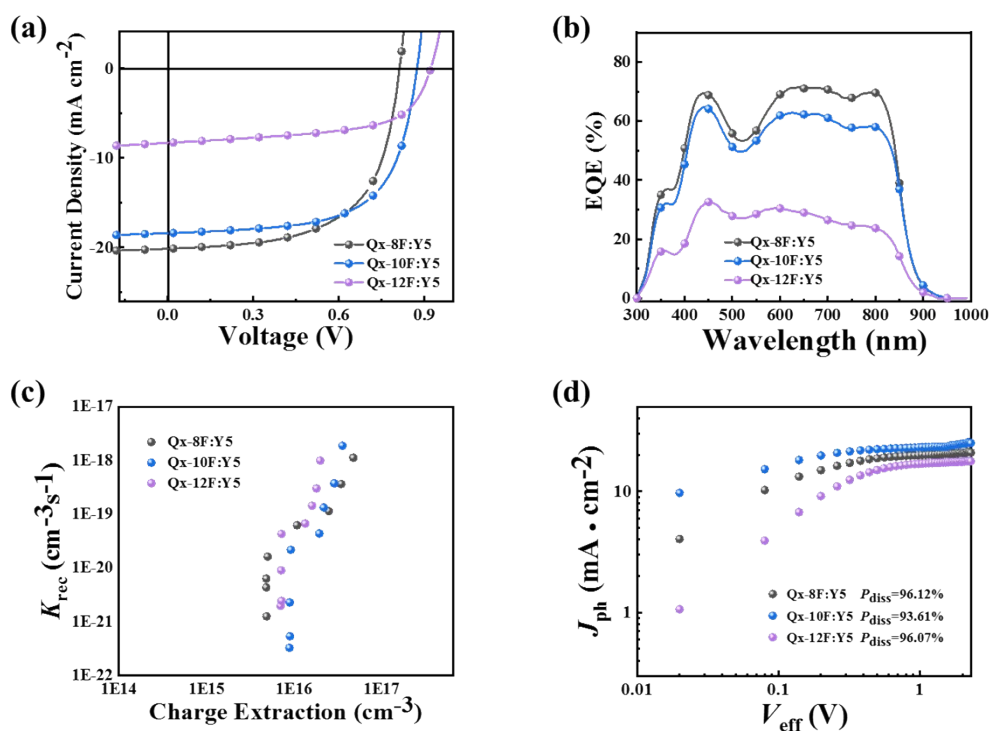 (a)
Current Density (mA cm⁻²)
0
-10
-20
0.0
0.3
0.6
0.9
Voltage (V)
Qx-8F:Y5
Qx-10F:Y5
Qx-12F:Y5
(b)
EQE (%)
80
60
40
20
0
300
400
500
600
700
800
900
1000
Wavelength (nm)
Qx-8F:Y5
Qx-10F:Y5
Qx-12F:Y5
(c)
Krec (cm⁻³s⁻¹)
1E-17
1E-18
1E-19
1E-20
1E-21
1E-22
1E14
1E15
1E16
1E17
Charge Extraction (cm⁻³)
Qx-8F:Y5
Qx-10F:Y5
Qx-12F:Y5
(d)
Jph (mA • cm⁻²)
10
1
0.01
0.1
1
Veff (V)
Qx-8F:Y5 Pdiss=96.12%
Qx-10F:Y5 Pdiss=93.61%
Qx-12F:Y5 Pdiss=96.07%